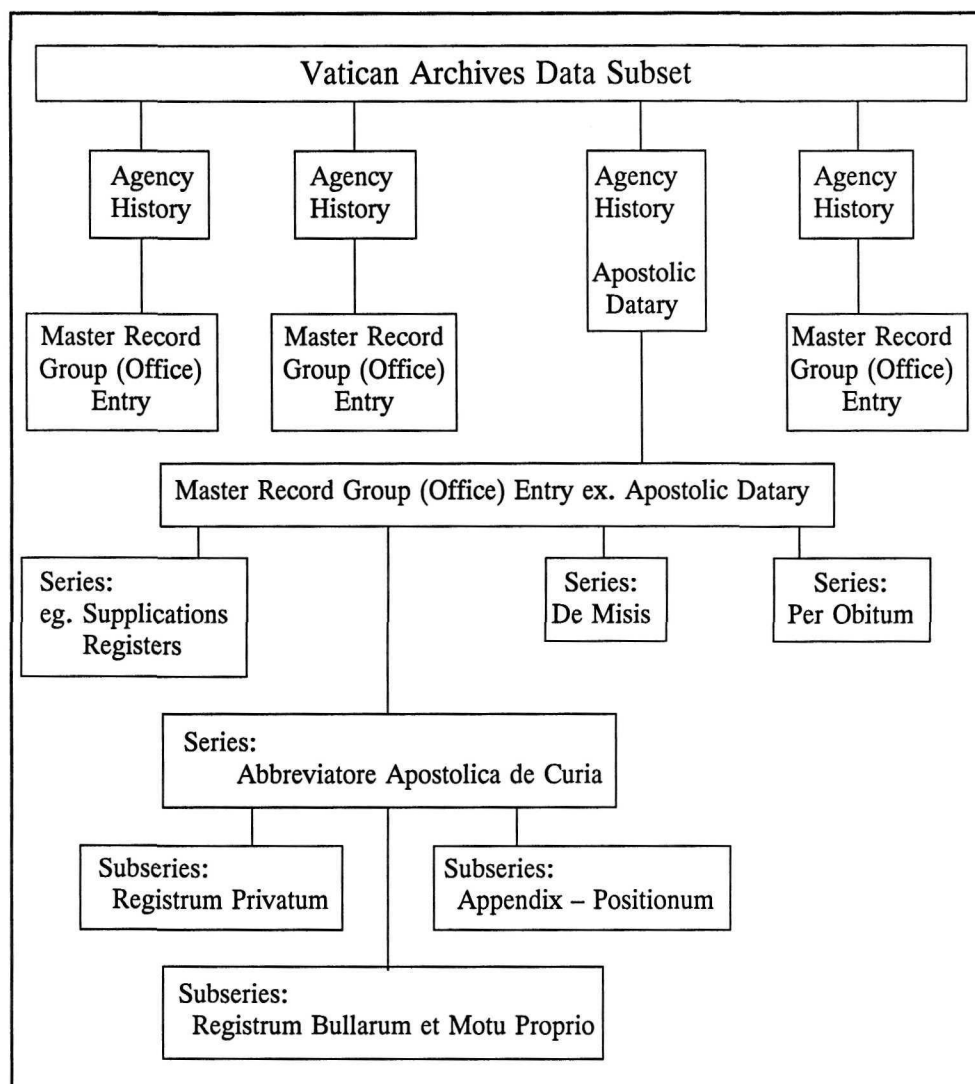 Vatican Archives Data Subset
Agency
History
Agency
History
Agency
History
Apostolic
Datary
Agency
History
Master Record
Group (Office)
Entry
Master Record
Group (Office)
Entry
Master Record
Group (Office)
Entry
Master Record Group (Office) Entry ex. Apostolic Datary
Series:
eg. Supplications
Registers
Series:
De Misis
Series:
Per Obitum
Series:
Abbreviatore Apostolica de Curia
Subseries:
Registrum Privatum
Subseries:
Appendix – Positionum
Subseries:
Registrum Bullarum et Motu Proprio